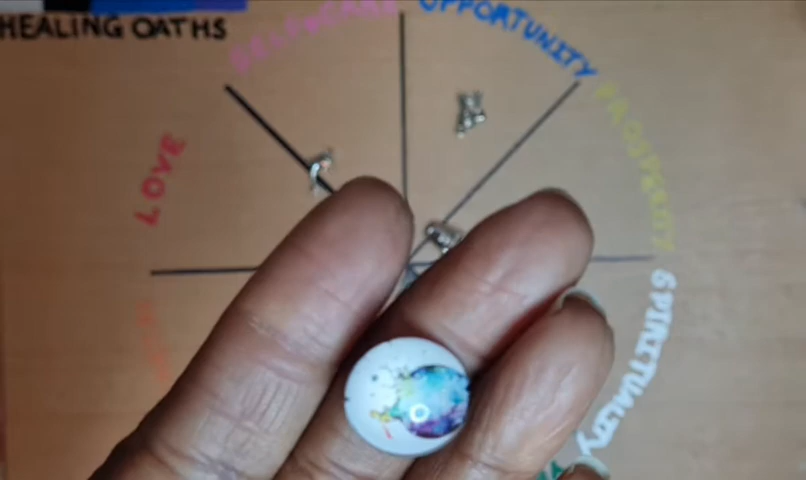 HEALING OATHS
SELF CARE
OPPORTUNITY
PROSPERITY
LOVE
SPIRITUALITY